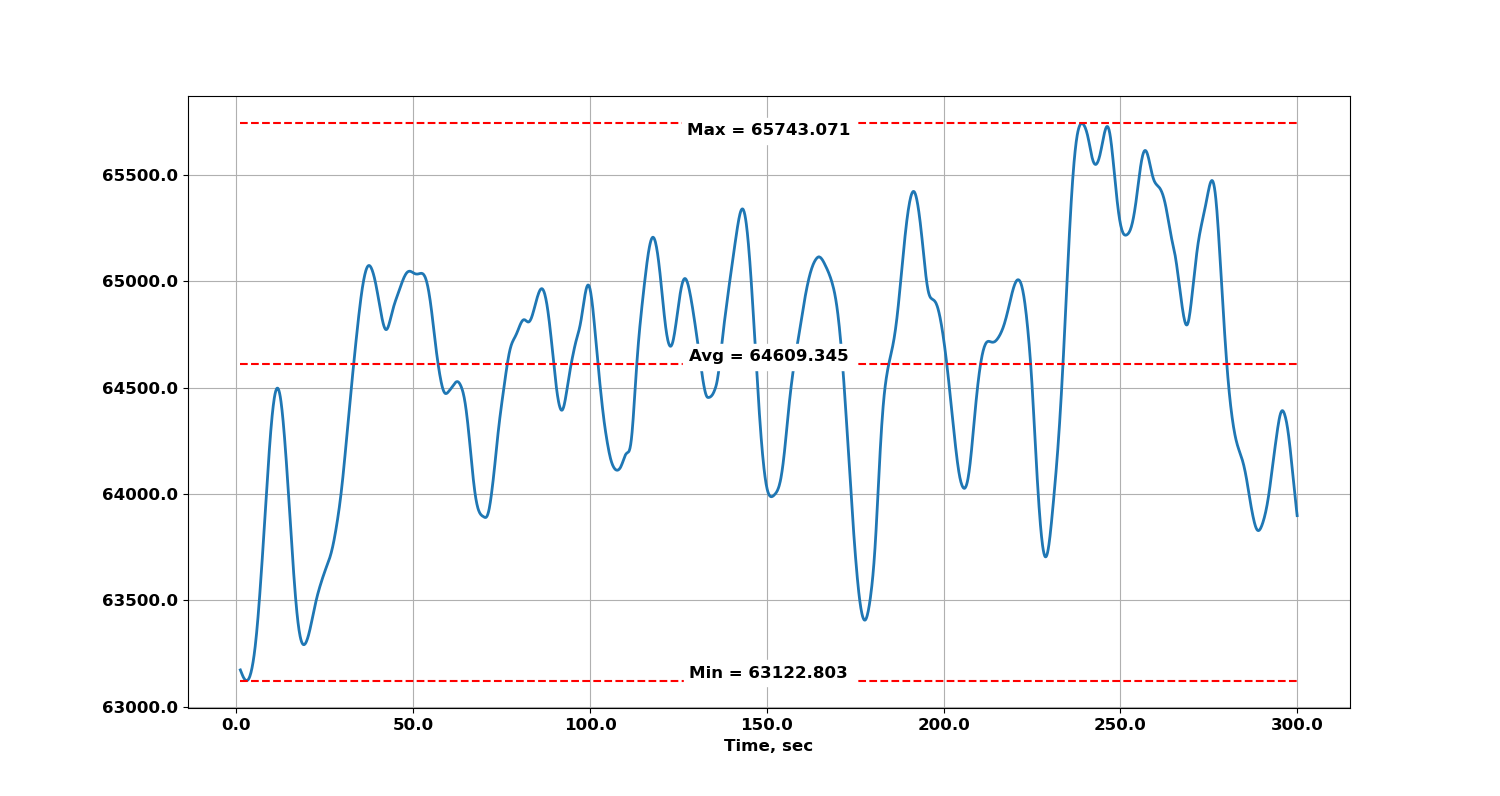 Max = 65743.071
65500.0
65000.0
Avg = 64609.345
64500.0
64000.0
63500.0
Min = 63122.803
63000.0
0.0 50.0 100.0 150.0 200.0 250.0 300.0
Time, sec